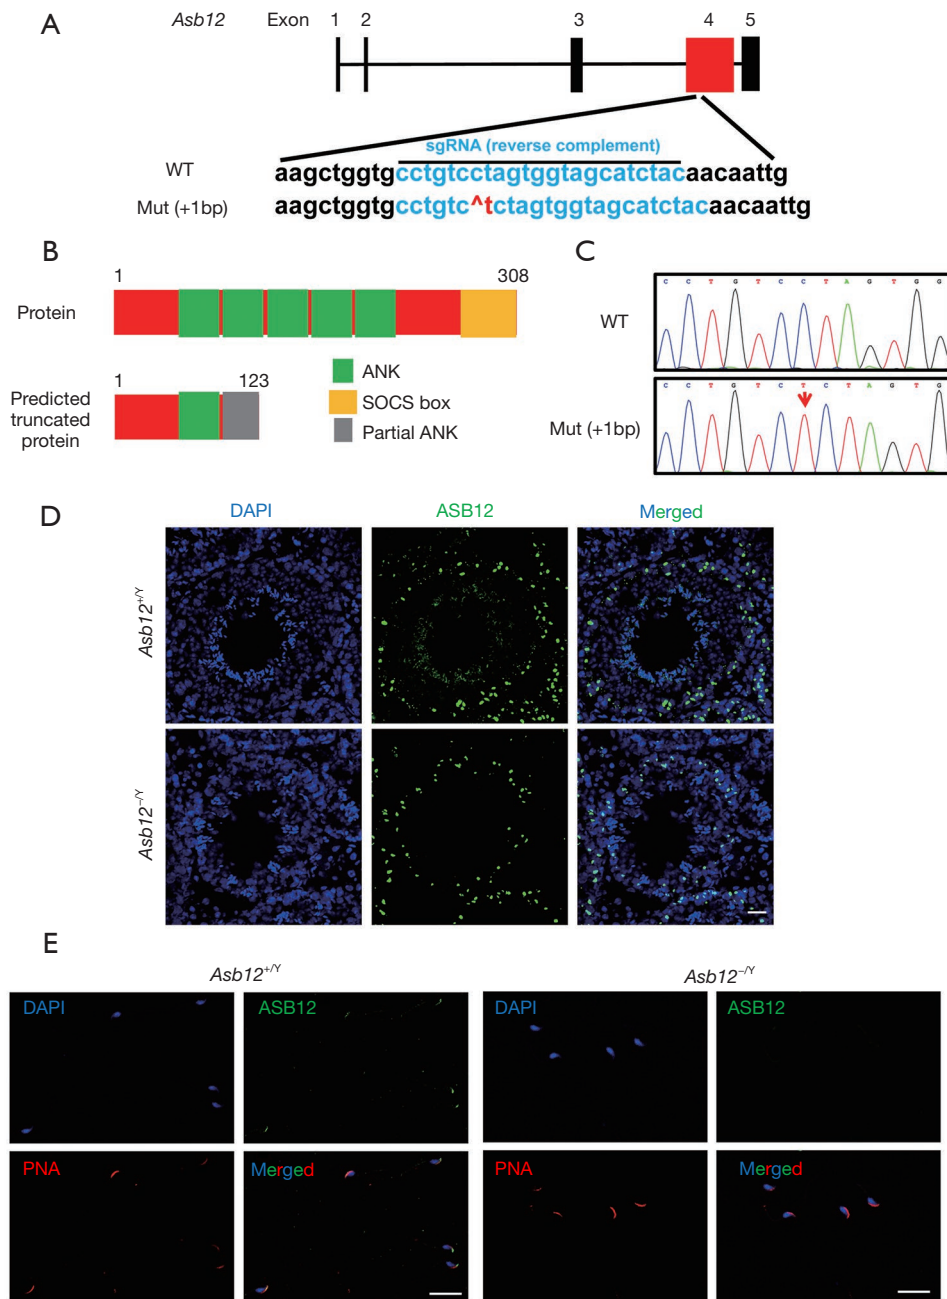 A
Asb12 Exon 1 2 3 4 5
sgRNA (reverse complement)
WT aagctggtgcctgtcctagtggtagcatctacaacaattg
Mut (+1bp) aagctggtgcctgtc^tctagtggtagcatctacaacaattg
B
1 308
Protein
1 123
Predicted
truncated
protein
ANK
SOCS box
Partial ANK
C
C C T G T C C T A G T G G
WT
C C T G T C T C T A G T G
Mut (+1bp)
D
DAPI ASB12 Merged
Asb12+/Y
Asb12−/Y
E
Asb12+/Y Asb12−/Y
DAPI ASB12 DAPI ASB12
PNA Merged PNA Merged